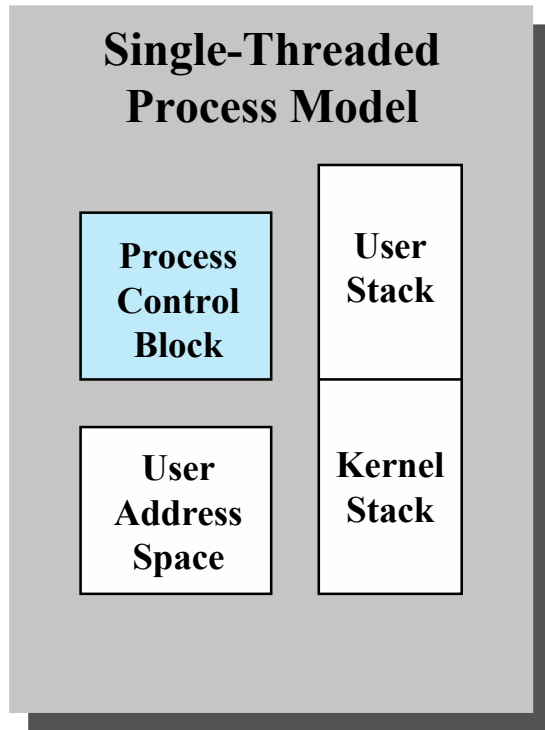 Single-Threaded
Process Model
Process
Control
Block
User
Stack
User
Address
Space
Kernel
Stack